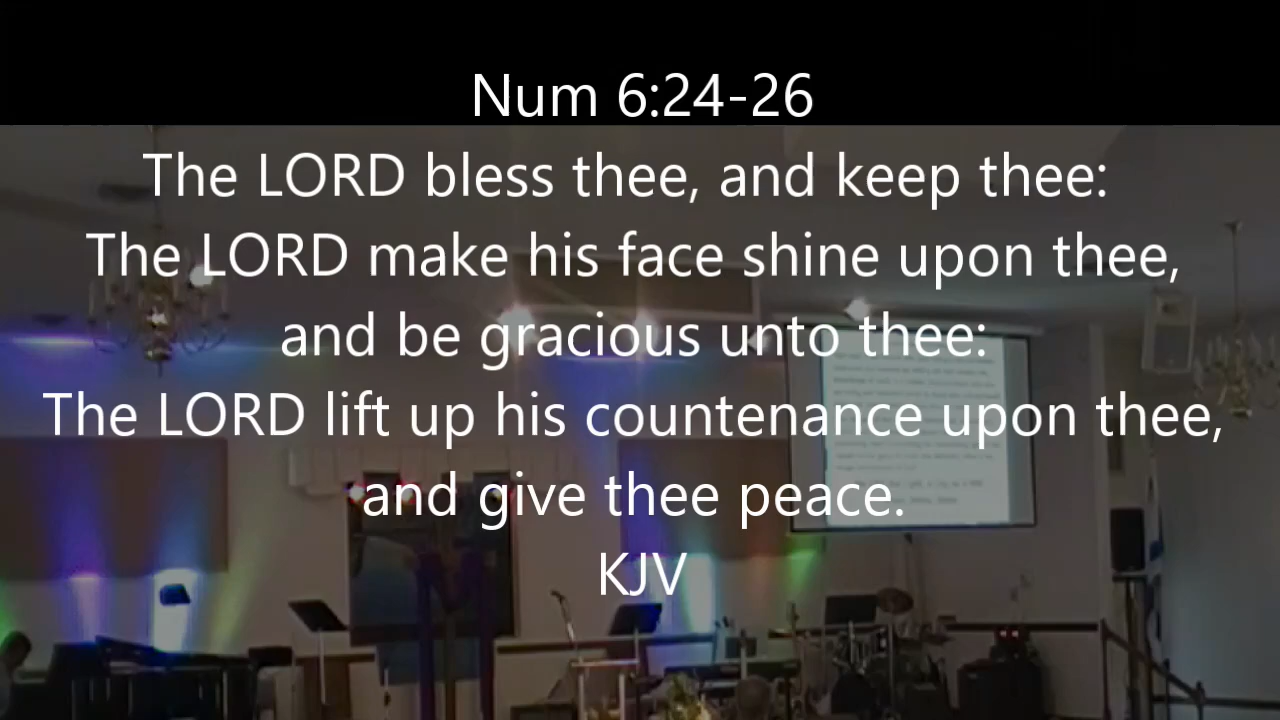 Num 6:24-26
The LORD bless thee, and keep thee:
The LORD make his face shine upon thee,
and be gracious unto thee:
The LORD lift up his countenance upon thee,
and give thee peace.
KJV